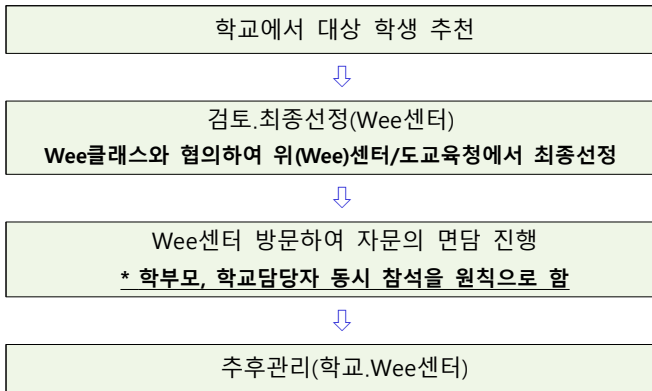 학교에서 대상 학생 추천
검토.최종선정(Wee센터)
Wee클래스와 협의하여 위(Wee)센터/도교육청에서 최종선정
Wee센터 방문하여 자문의 면담 진행
* 학부모, 학교담당자 동시 참석을 원칙으로 함
추후관리(학교.Wee센터)